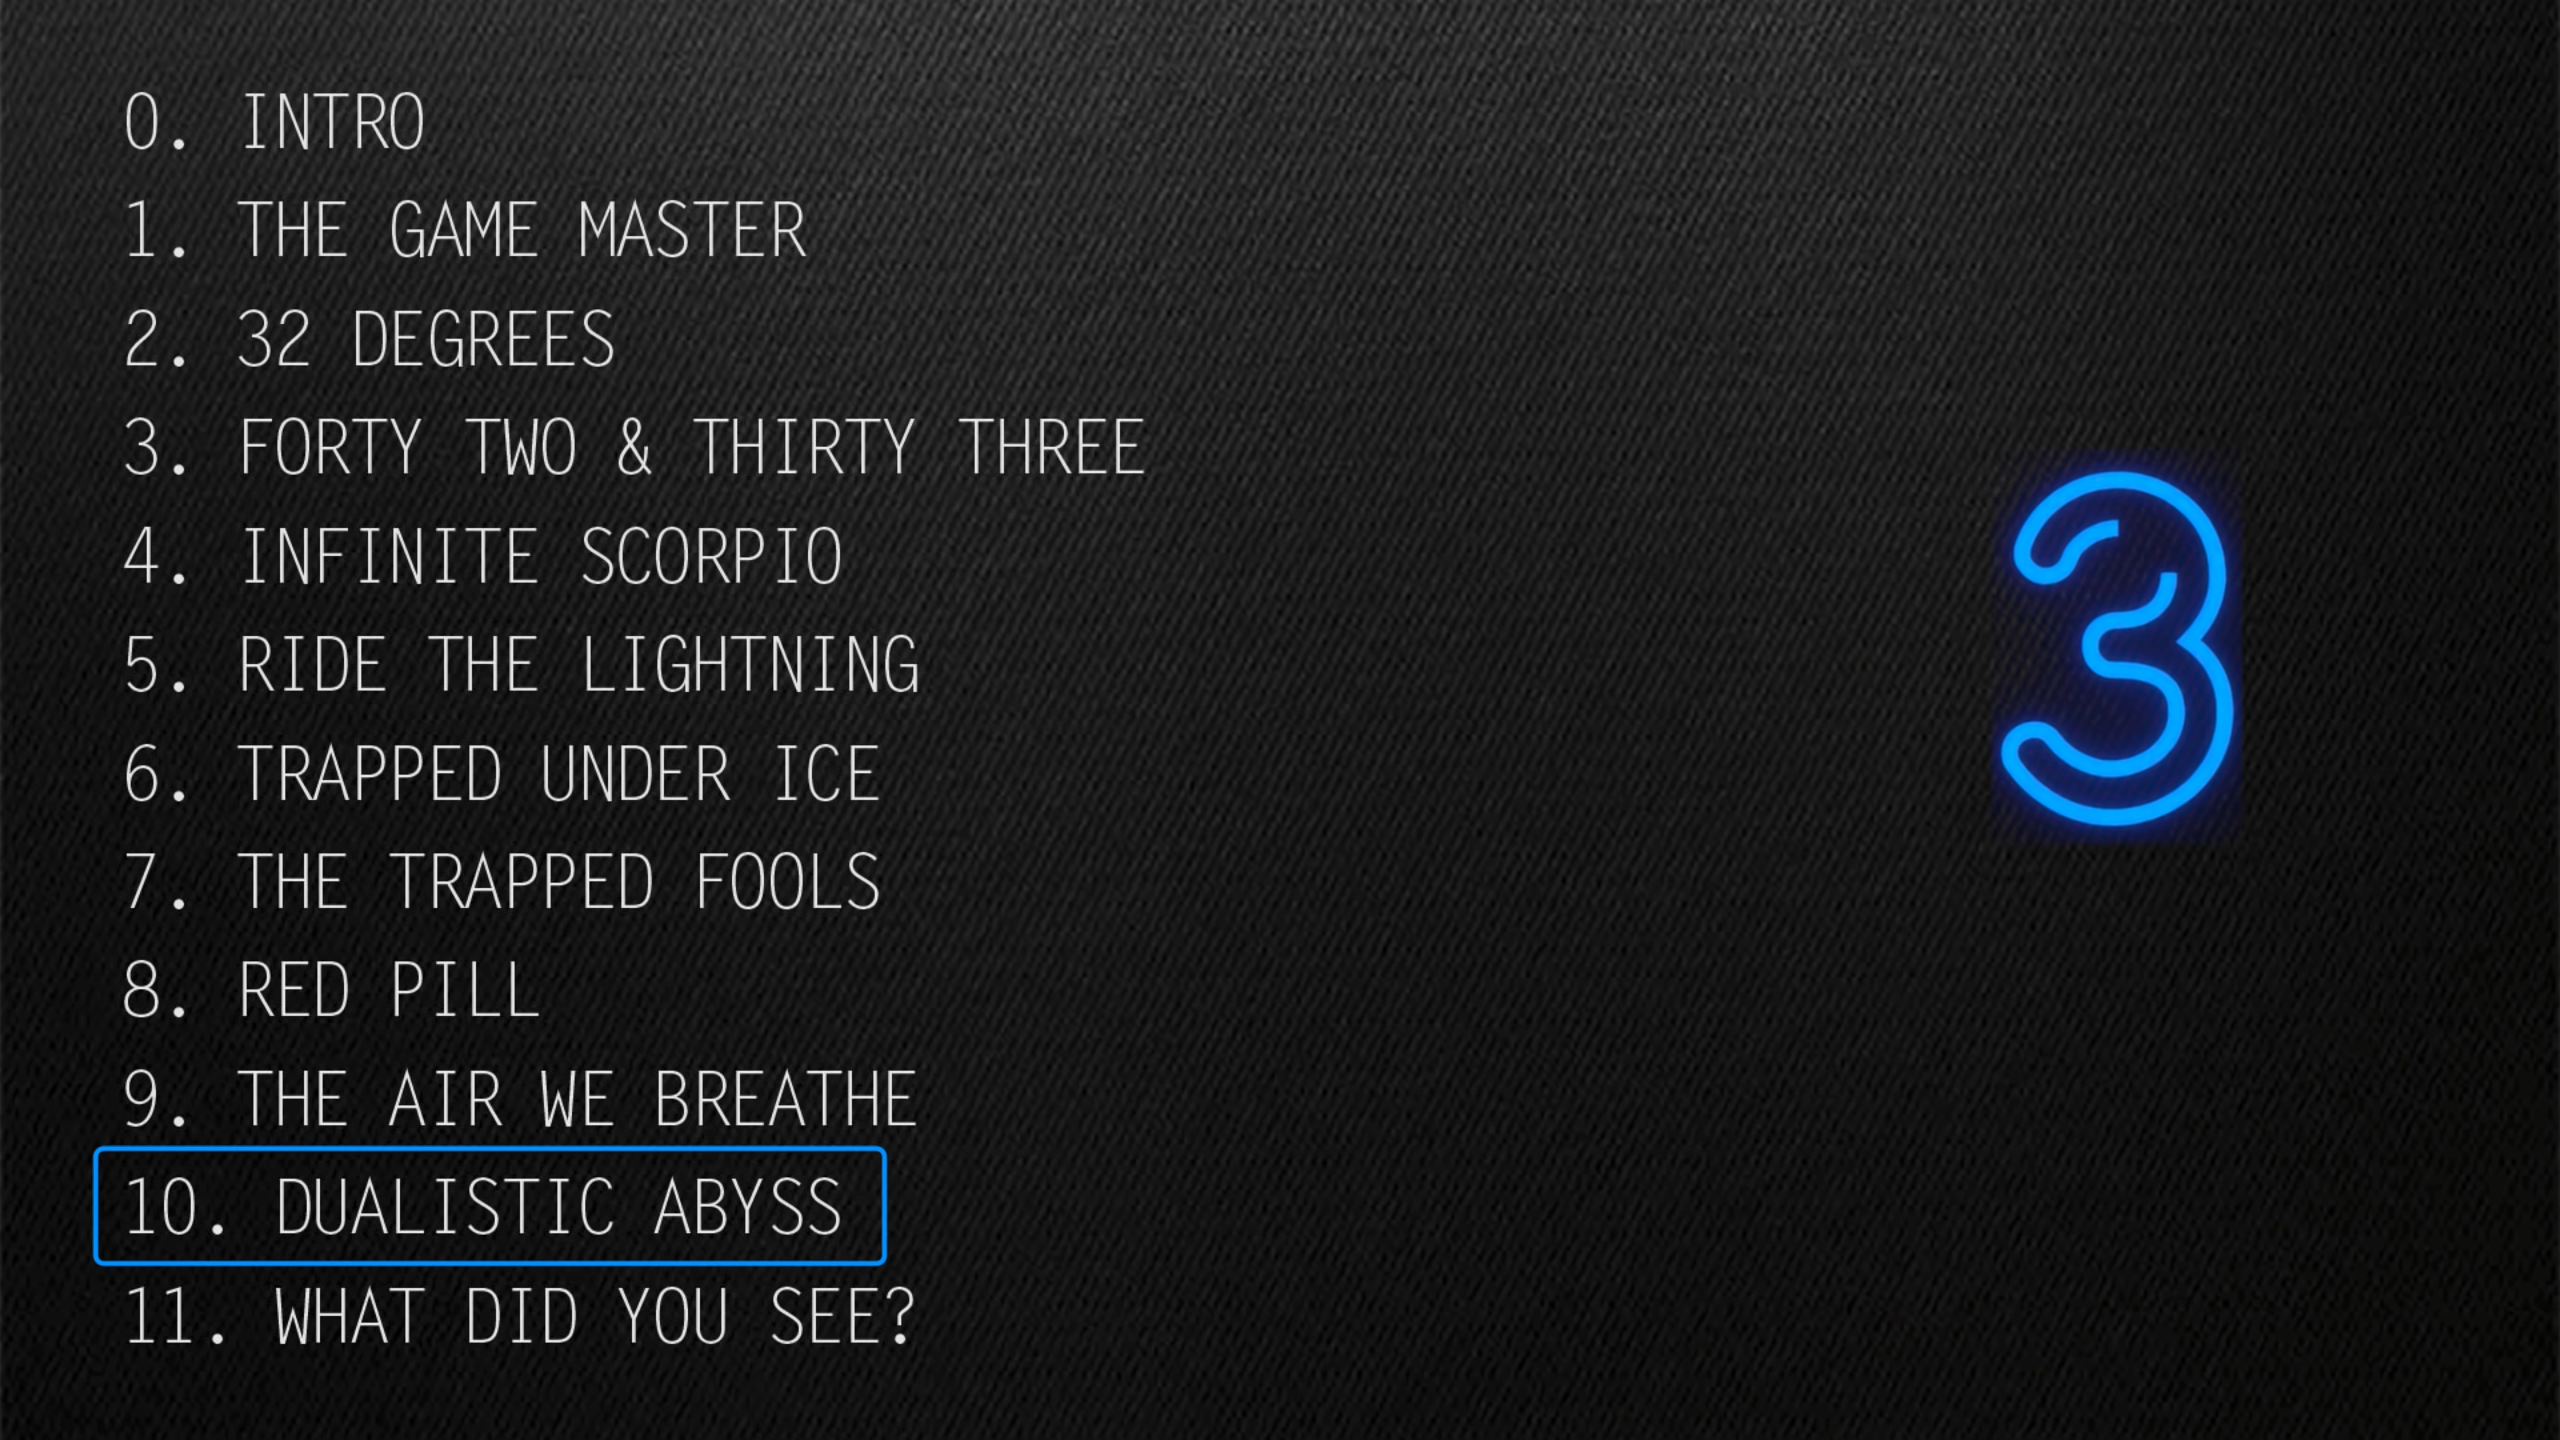 0. INTRO
1. THE GAME MASTER
2. 32 DEGREES
3. FORTY TWO & THIRTY THREE
4. INFINITE SCORPIO
5. RIDE THE LIGHTNING
6. TRAPPED UNDER ICE
7. THE TRAPPED FOOLS
8. RED PILL
9. THE AIR WE BREATHE
10. DUALISTIC ABYSS
11. WHAT DID YOU SEE?
3